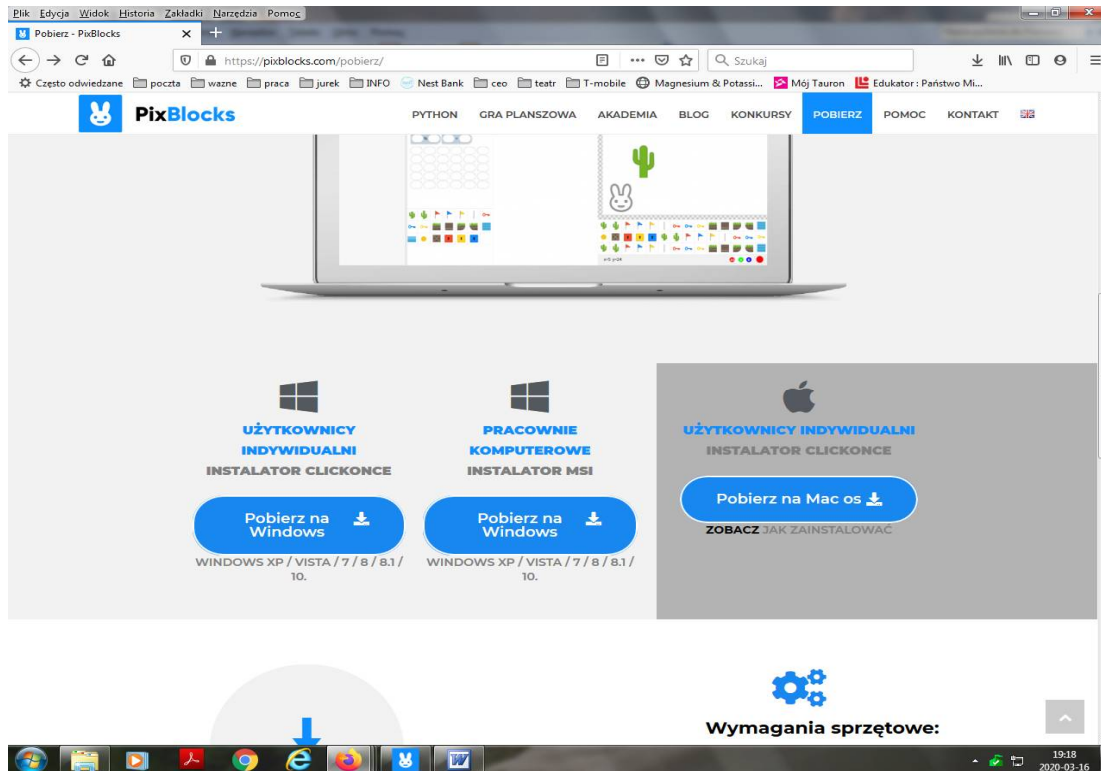 Plik Edycja Widok Historia Zakładki Narzędzia Pomoc
Pobierz - PixBlocks
https://pixblocks.com/pobierz/
Szukaj
Często odwiedzane poczta wazne praca jurek INFO Nest Bank ceo teatr T-mobile Magnesium & Potassi... Mój Tauron Edukator : Państwo Mi...
PixBlocks PYTHON GRA PLANSZOWA AKADEMIA BLOG KONKURSY POBIERZ POMOC KONTAKT
UŻYTKOWNICY
INDYWIDUALNI
INSTALATOR CLICKONCE
Pobierz na
Windows
WINDOWS XP / VISTA / 7 / 8 / 8.1 /
10.
PRACOWNIE
KOMPUTEROWE
INSTALATOR MSI
Pobierz na
Windows
WINDOWS XP / VISTA / 7 / 8 / 8.1 /
10.
UŻYTKOWNICY INDYWIDUALNI
INSTALATOR CLICKONCE
Pobierz na Mac os
ZOBACZ JAK ZAINSTALOWAĆ
Wymagania sprzętowe:
19:18
2020-03-16